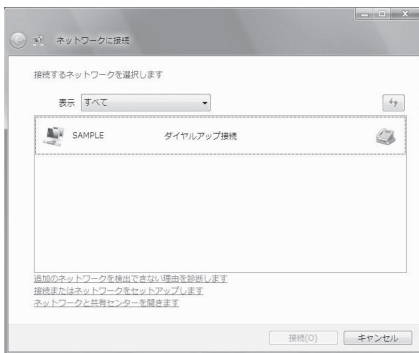 ネットワークに接続
接続するネットワークを選択します
表示 すべて
SAMPLE ダイヤルアップ接続
追加のネットワークを検出できない理由を診断します
接続またはネットワークをセットアップします
ネットワークと共有センターを開きます
接続(O) キャンセル